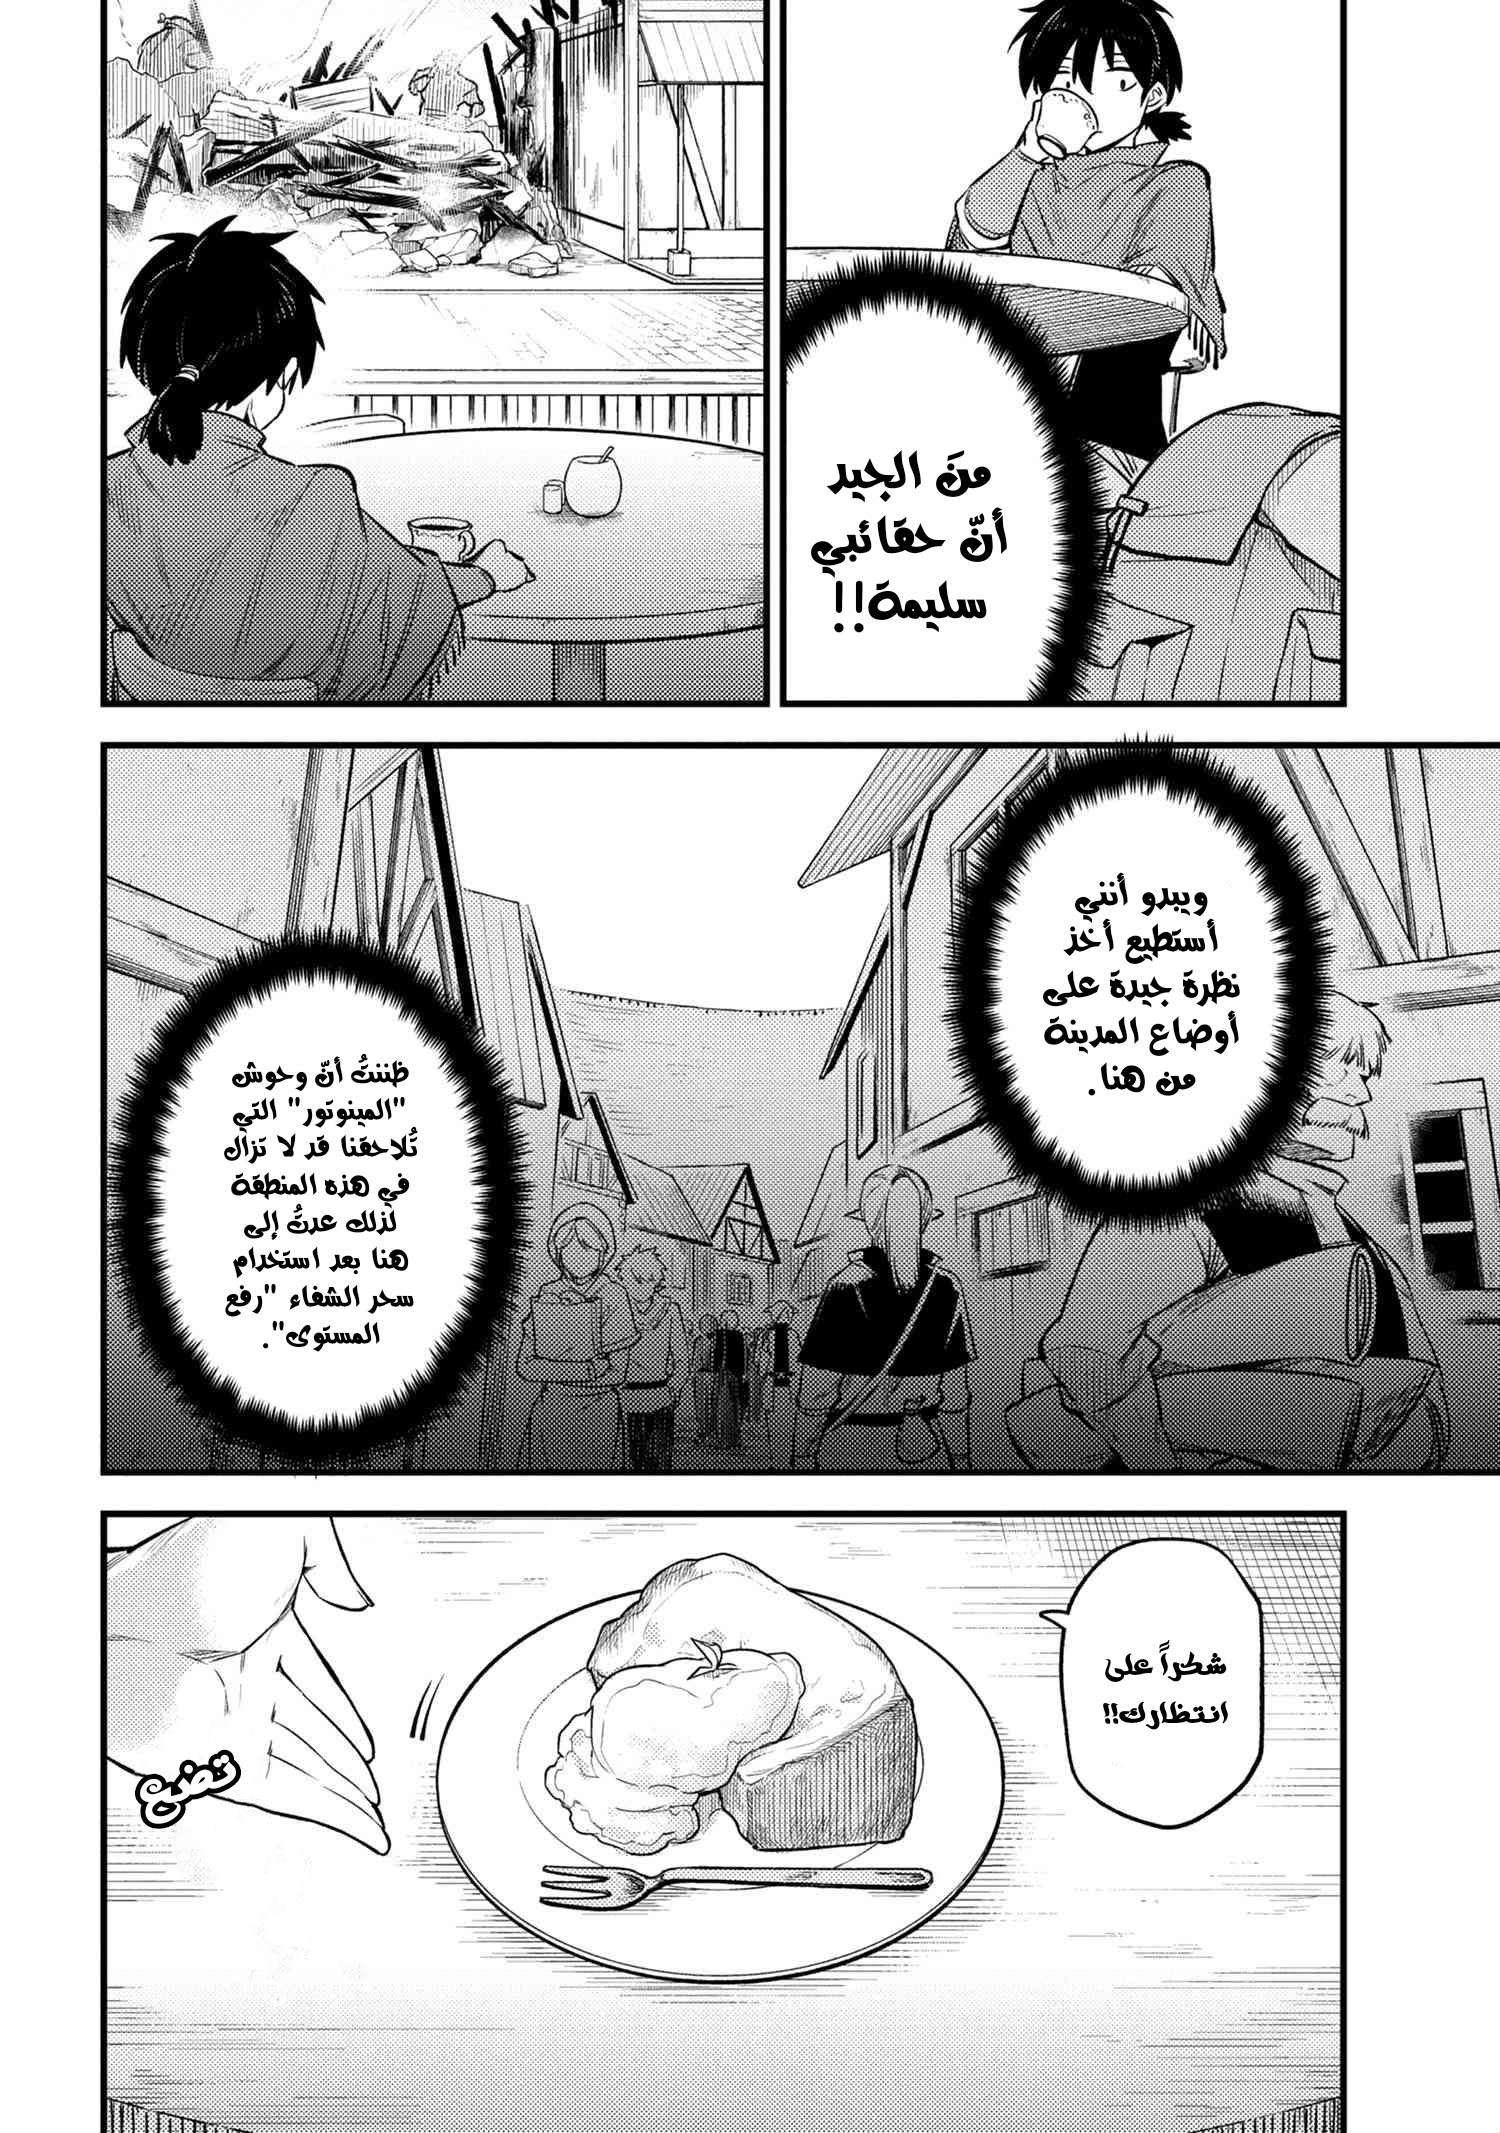 منَ الجيد
أنّ حقائبي
سليمة!!
ويبدو أنني
أستطيع أخذ
نظرة جيدة على
أوضاع المدينة
من هنا.
ظننتُ أنّ وحوش
"المينوتور" التي
تُلاحقنا قد لا تزال
في هذه المنطقة
لذلك عدتُ إلى
هنا بعد استخدام
سحر الشفاء "رفع
المستوى".
شكراً على
انتظارك!!
تضع